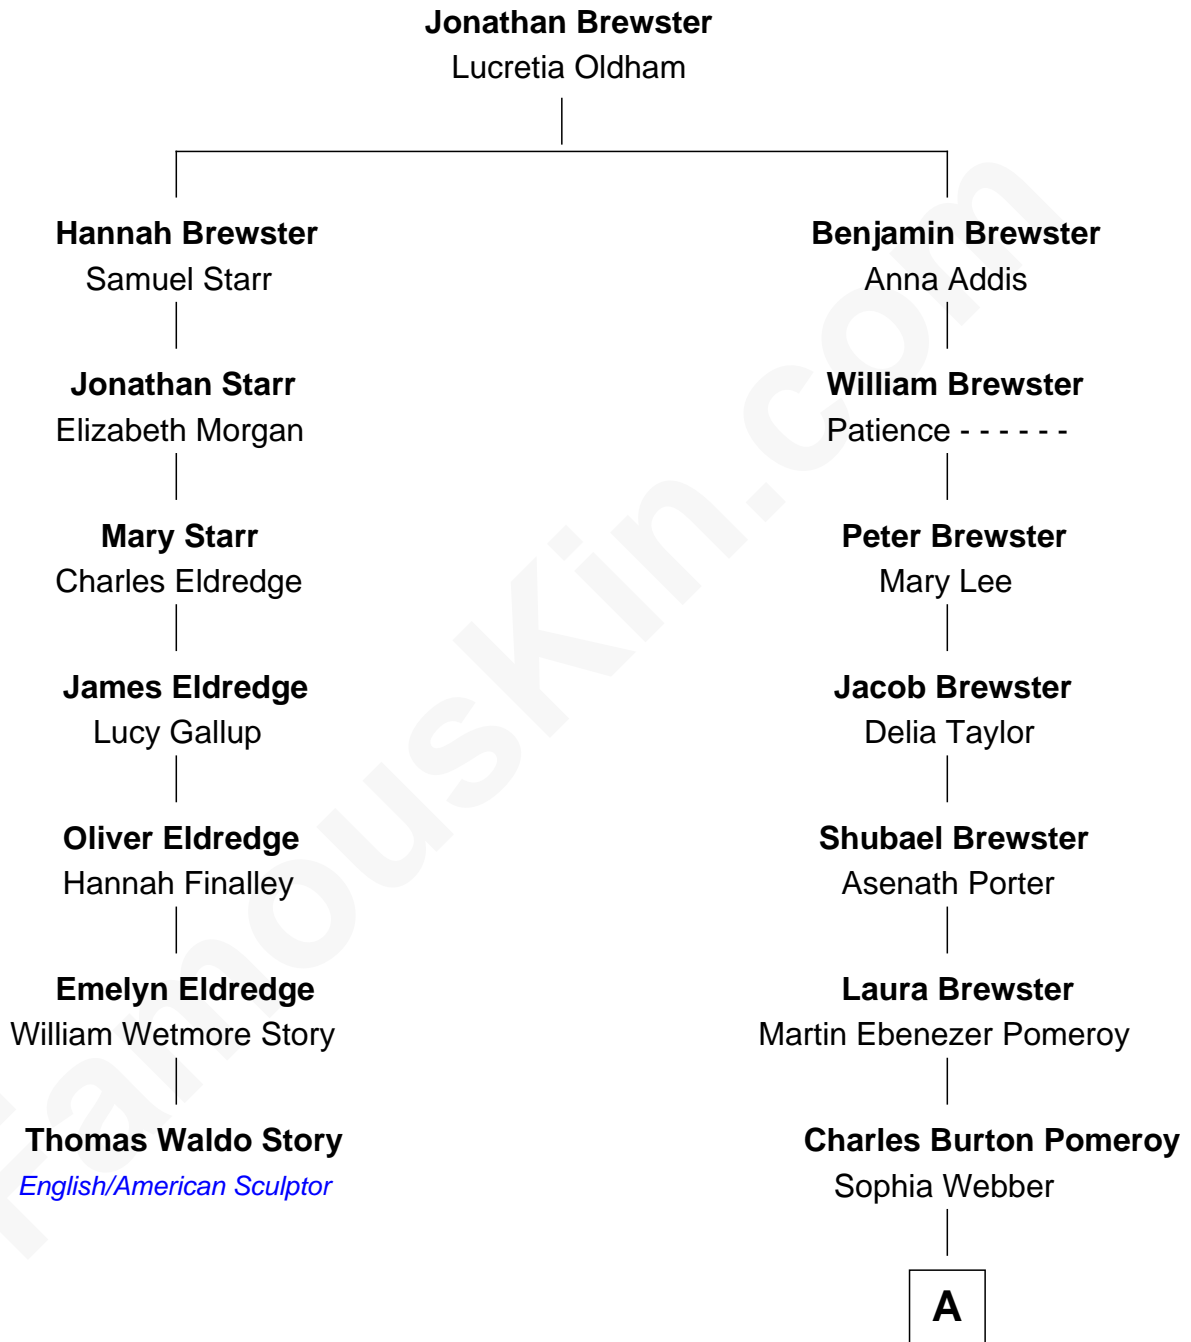 Jonathan Brewster
Lucretia Oldham
Hannah Brewster
Samuel Starr
Benjamin Brewster
Anna Addis
Jonathan Starr
Elizabeth Morgan
William Brewster
Patience - - - - - -
Mary Starr
Charles Eldredge
Peter Brewster
Mary Lee
James Eldredge
Lucy Gallup
Jacob Brewster
Delia Taylor
Oliver Eldredge
Hannah Finalley
Shubael Brewster
Asenath Porter
Emelyn Eldredge
William Wetmore Story
Laura Brewster
Martin Ebenezer Pomeroy
Thomas Waldo Story
English/American Sculptor
Charles Burton Pomeroy
Sophia Webber
A
FamousKin.com